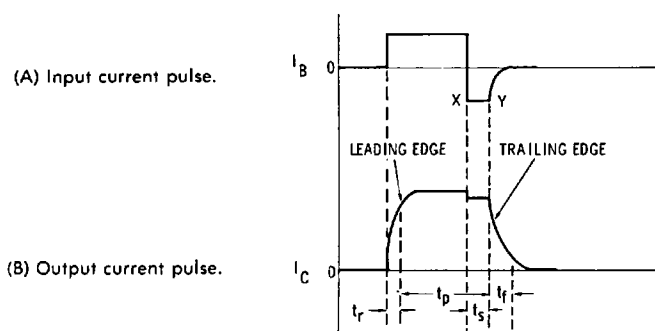 (A) Input current pulse.
I_B
0
X
Y
LEADING EDGE
TRAILING EDGE
(B) Output current pulse.
I_C
0
t_r
t_p
t_s
t_f